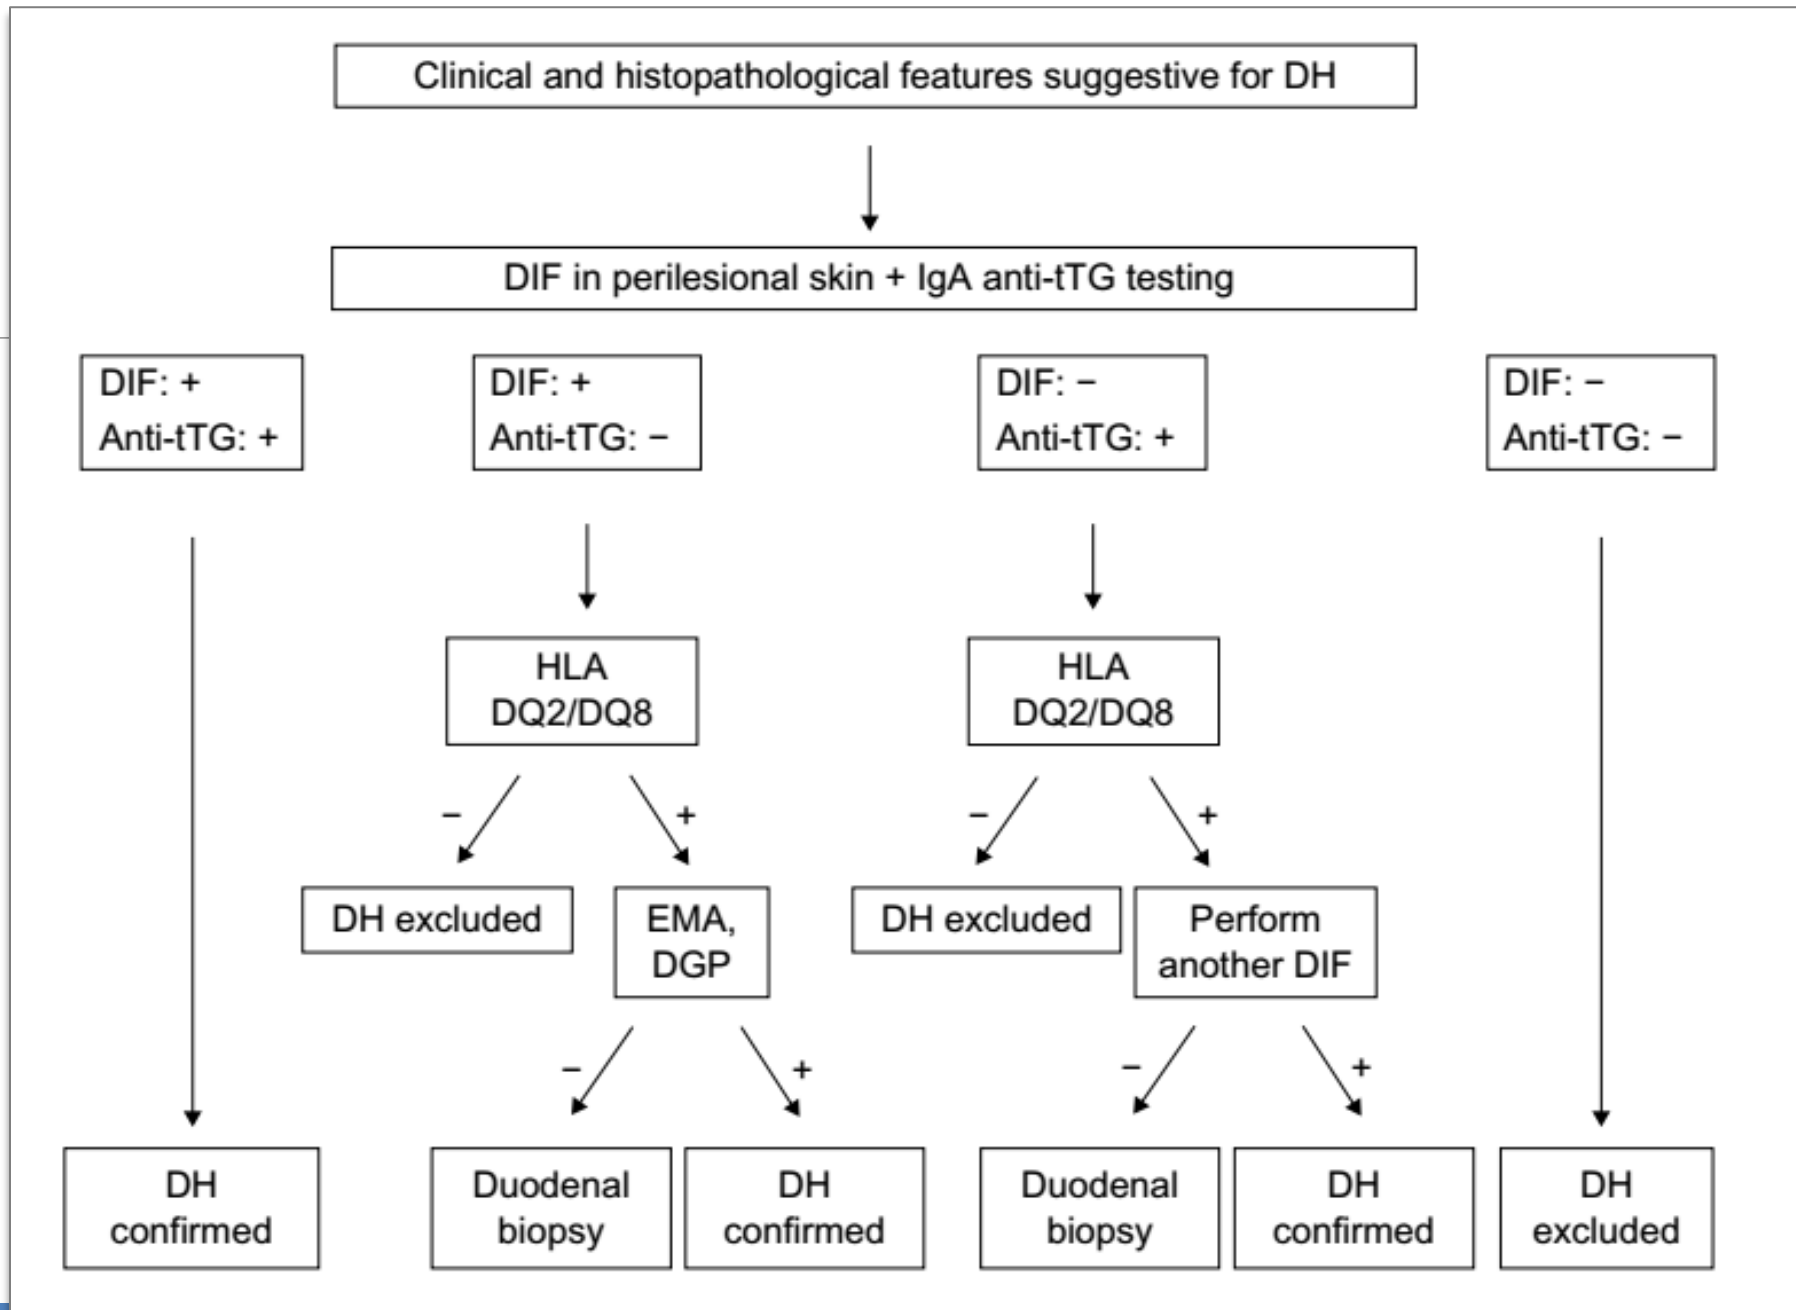 Clinical and histopathological features suggestive for DH
DIF in perilesional skin + IgA anti-tTG testing
DIF: +
Anti-tTG: +
DIF: +
Anti-tTG: −
DIF: −
Anti-tTG: +
DIF: −
Anti-tTG: −
HLA
DQ2/DQ8
HLA
DQ2/DQ8
−
+
−
+
DH excluded
EMA,
DGP
DH excluded
Perform
another DIF
−
+
−
+
DH
confirmed
Duodenal
biopsy
DH
confirmed
Duodenal
biopsy
DH
confirmed
DH
excluded